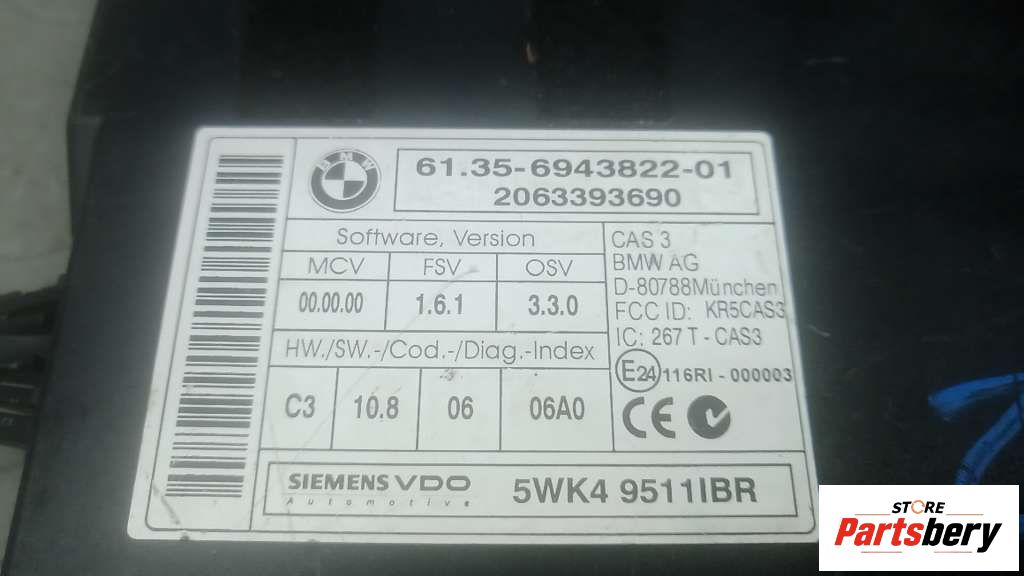 BMW
61.35-6943822-01
2063393690
Software, Version
MCV FSV OSV
00.00.00 1.6.1 3.3.0
HW./SW.-/Cod.-/Diag.-Index
C3 10.8 06 06A0
CAS 3
BMW AG
D-80788München
FCC ID: KR5CAS3
IC: 267 T - CAS3
E24 116RI - 000003
CE
SIEMENS VDO
Automotive
5WK4 9511IBR
STORE
Partsbery